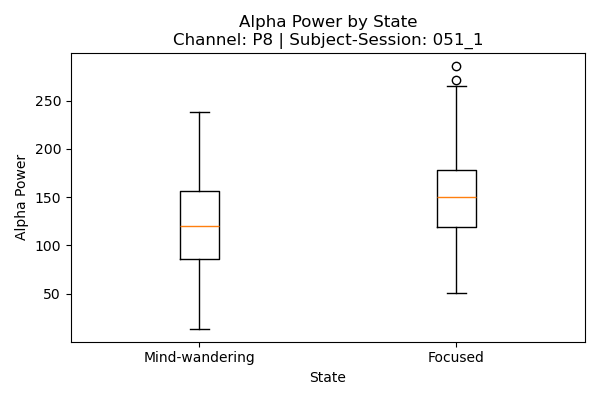 Alpha Power by State
Channel: P8 | Subject-Session: 051_1
Alpha Power
250
200
150
100
50
Mind-wandering
Focused
State